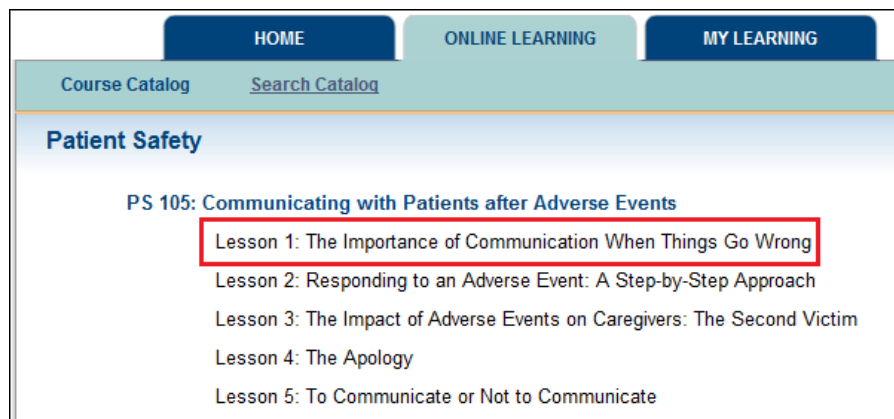 HOME ONLINE LEARNING MY LEARNING
Course Catalog Search Catalog
Patient Safety
PS 105: Communicating with Patients after Adverse Events
Lesson 1: The Importance of Communication When Things Go Wrong
Lesson 2: Responding to an Adverse Event: A Step-by-Step Approach
Lesson 3: The Impact of Adverse Events on Caregivers: The Second Victim
Lesson 4: The Apology
Lesson 5: To Communicate or Not to Communicate